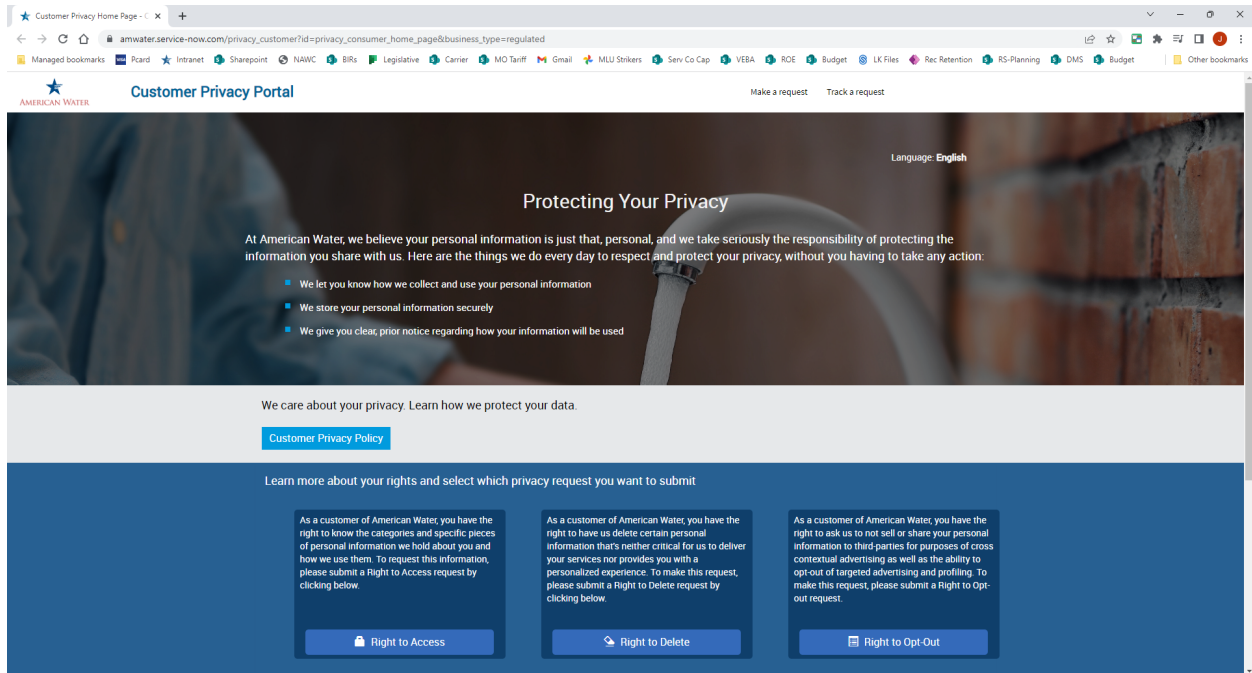 Customer Privacy Home Page - C
amwater.service-now.com/privacy_customer?id=privacy_consumer_home_page&business_type=regulated
J
Managed bookmarks Pcard Intranet Sharepoint NAWC BIRs Legislative Carrier MO Tariff Gmail MLU Strikers Serv Co Cap VEBA ROE Budget LK Files Rec Retention RS-Planning DMS Budget Other bookmarks
AMERICAN WATER
Customer Privacy Portal
Make a request Track a request
Language: English
Protecting Your Privacy
At American Water, we believe your personal information is just that, personal, and we take seriously the responsibility of protecting the
information you share with us. Here are the things we do every day to respect and protect your privacy, without you having to take any action:
We let you know how we collect and use your personal information
We store your personal information securely
We give you clear, prior notice regarding how your information will be used
We care about your privacy. Learn how we protect your data.
Customer Privacy Policy
Learn more about your rights and select which privacy request you want to submit
As a customer of American Water, you have the
right to know the categories and specific pieces
of personal information we hold about you and
how we use them. To request this information,
please submit a Right to Access request by
clicking below.
Right to Access
As a customer of American Water, you have the
right to have us delete certain personal
information that's neither critical for us to deliver
your services nor provides you with a
personalized experience. To make this request,
please submit a Right to Delete request by
clicking below.
Right to Delete
As a customer of American Water, you have the
right to ask us to not sell or share your personal
information to third-parties for purposes of cross
contextual advertising as well as the ability to
opt-out of targeted advertising and profiling. To
make this request, please submit a Right to Opt-
out request.
Right to Opt-Out